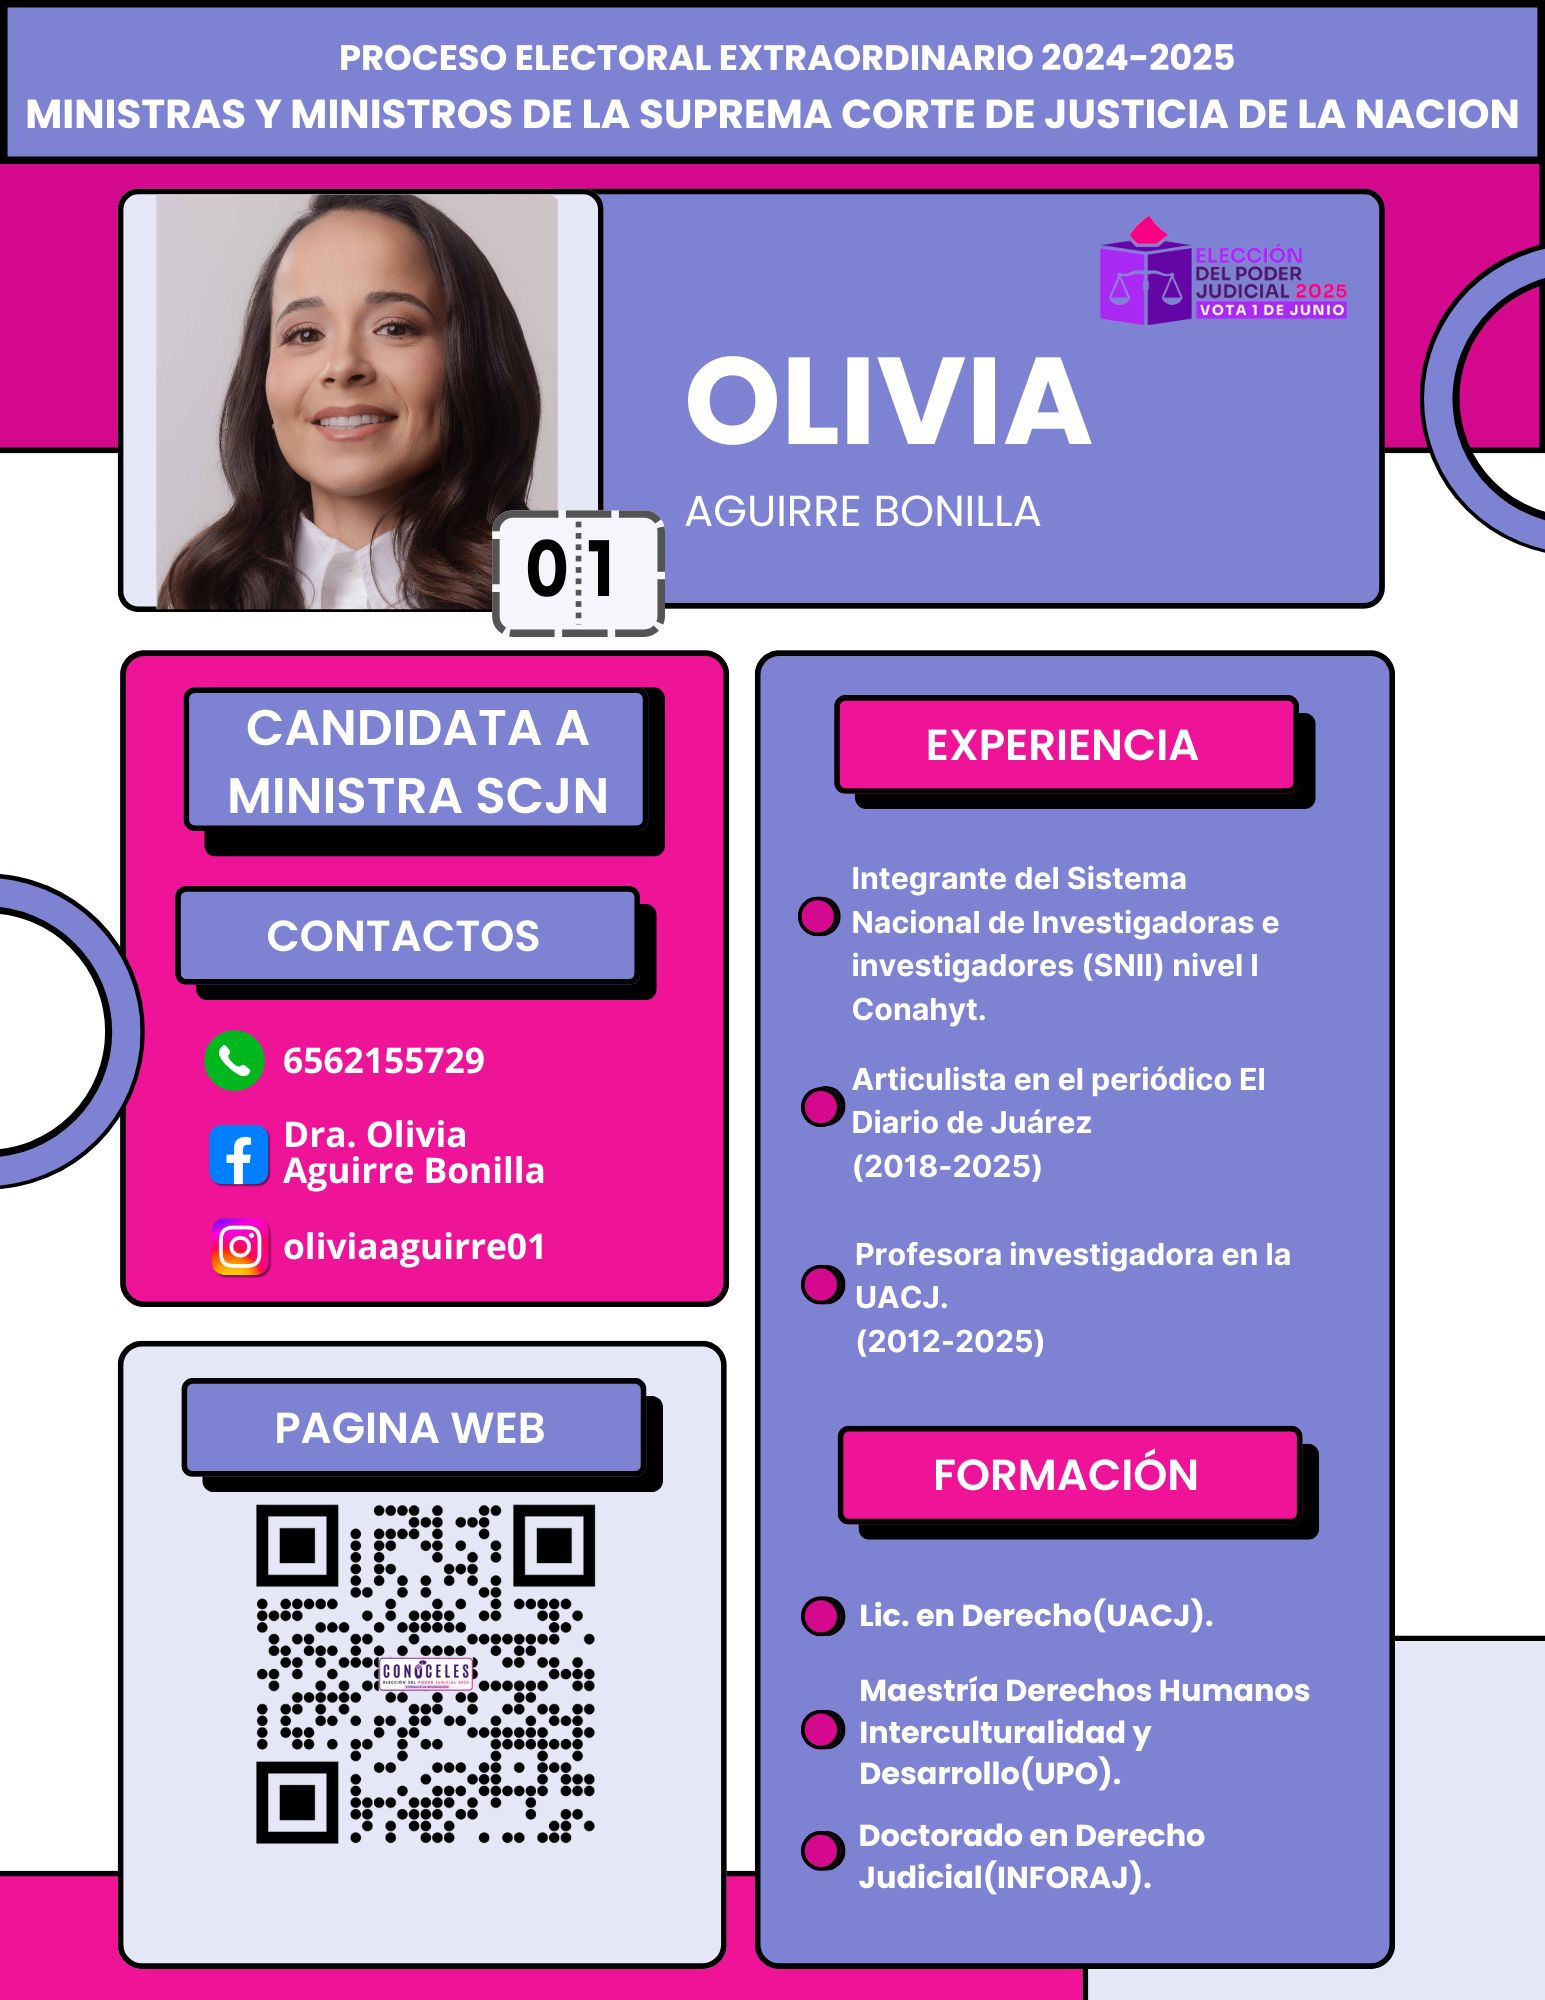 PROCESO ELECTORAL EXTRAORDINARIO 2024-2025
MINISTRAS Y MINISTROS DE LA SUPREMA CORTE DE JUSTICIA DE LA NACION
ELECCIÓN
DEL PODER
JUDICIAL 2025
VOTA 1 DE JUNIO
OLIVIA
AGUIRRE BONILLA
01
CANDIDATA A
MINISTRA SCJN
CONTACTOS
6562155729
Dra. Olivia
Aguirre Bonilla
oliviaaguirre01
PAGINA WEB
CONÓCELES
ELECCIÓN DEL PODER JUDICIAL 2025
EXPERIENCIA
Integrante del Sistema
Nacional de Investigadoras e
investigadores (SNII) nivel I
Conahyt.
Articulista en el periódico El
Diario de Juárez
(2018-2025)
Profesora investigadora en la
UACJ.
(2012-2025)
FORMACIÓN
Lic. en Derecho(UACJ).
Maestría Derechos Humanos
Interculturalidad y
Desarrollo(UPO).
Doctorado en Derecho
Judicial(INFORAJ).